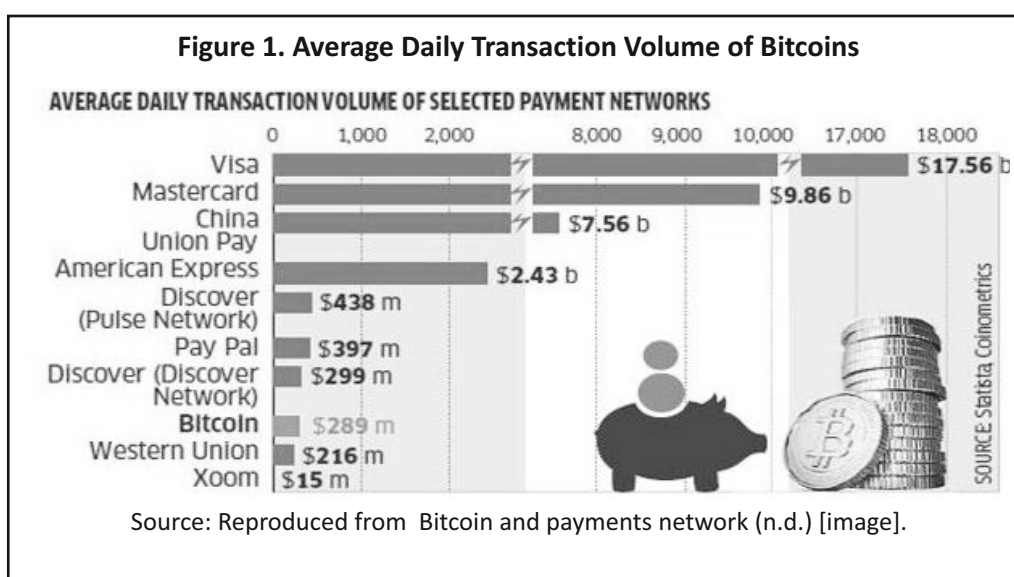 Figure 1. Average Daily Transaction Volume of Bitcoins
AVERAGE DAILY TRANSACTION VOLUME OF SELECTED PAYMENT NETWORKS
0 1,000 2,000 8,000 9,000 10,000 17,000 18,000
Visa $17.56 b
Mastercard $9.86 b
China
Union Pay $7.56 b
American Express $2.43 b
Discover
(Pulse Network) $438 m
Pay Pal $397 m
Discover (Discover
Network) $299 m
Bitcoin $289 m
Western Union $216 m
Xoom $15 m
SOURCE: Statista, Coinometrics
Source: Reproduced from Bitcoin and payments network (n.d.) [image].